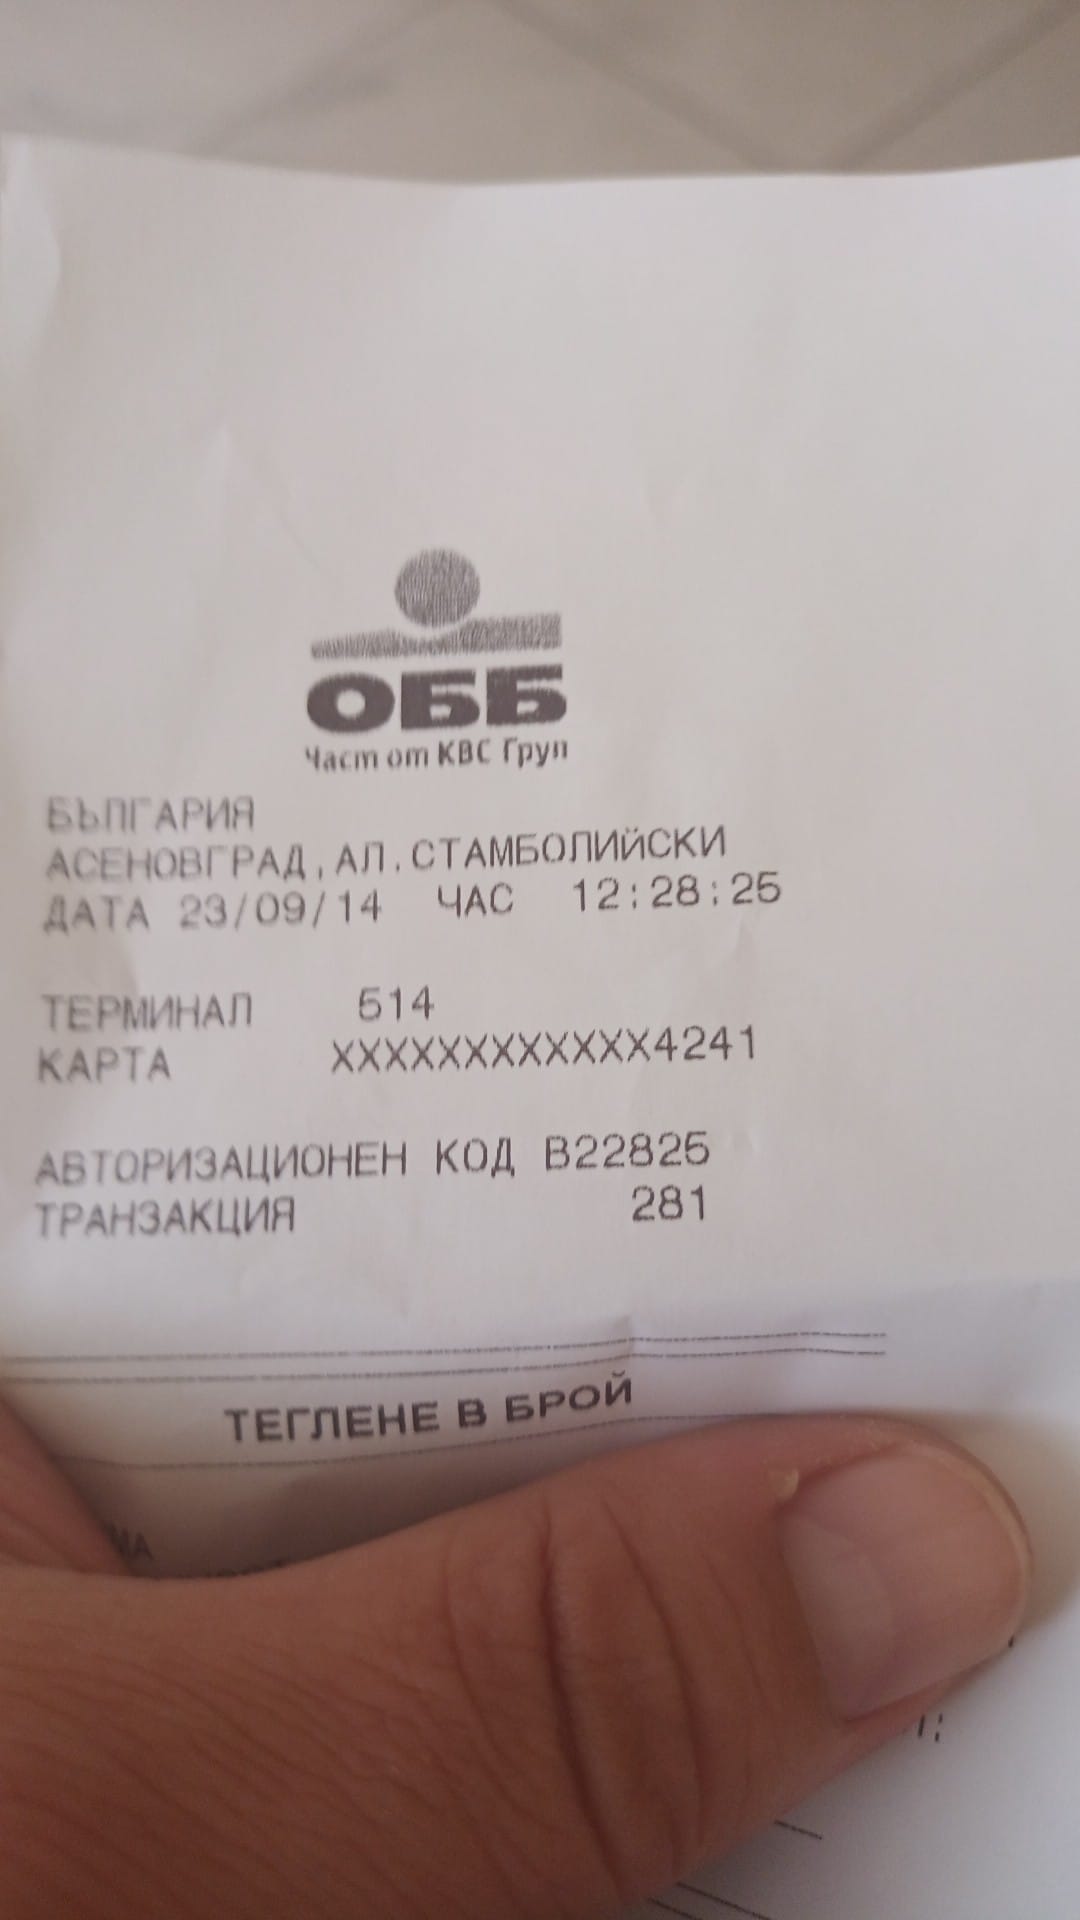 ОББ
Част от КВС Груп
БЪЛГАРИЯ
АСЕНОВГРАД,АЛ.СТАМБОЛИЙСКИ
ДАТА 23/09/14 ЧАС 12:28:25
ТЕРМИНАЛ 514
КАРТА XXXXXXXXXXXX4241
АВТОРИЗАЦИОНЕН КОД B22825
ТРАНЗАКЦИЯ 281
ТЕГЛЕНЕ В БРОЙ